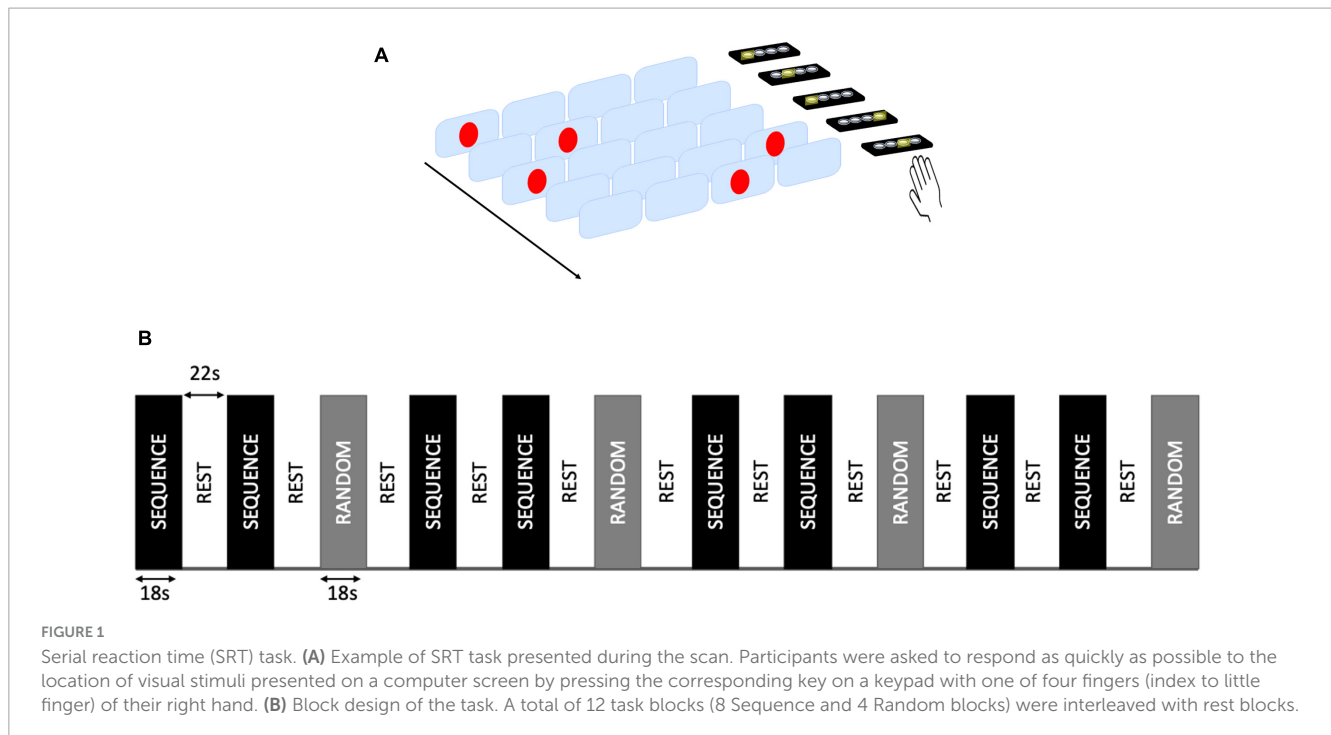 A
B
22s
SEQUENCE REST SEQUENCE REST RANDOM REST SEQUENCE REST SEQUENCE REST RANDOM REST SEQUENCE REST SEQUENCE REST RANDOM REST SEQUENCE REST SEQUENCE REST RANDOM
18s 18s
FIGURE 1
Serial reaction time (SRT) task. (A) Example of SRT task presented during the scan. Participants were asked to respond as quickly as possible to the
location of visual stimuli presented on a computer screen by pressing the corresponding key on a keypad with one of four fingers (index to little
finger) of their right hand. (B) Block design of the task. A total of 12 task blocks (8 Sequence and 4 Random blocks) were interleaved with rest blocks.